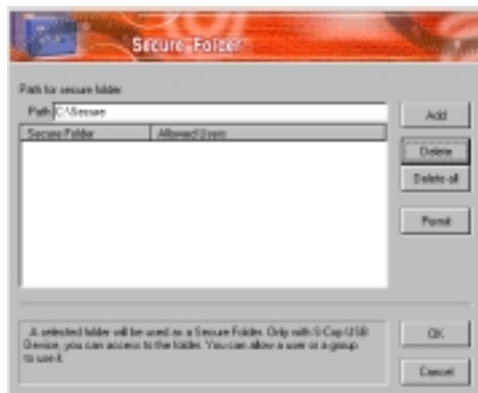 Secure Folder
Path for secure folder
Path C:\Secure
Add
Secure Folder Allowed Users
Delete
Delete all
Permit
A selected folder will be used as a Secure Folder. Only with S-Cop USB
Device, you can access to the folder. You can allow a user or a group
to use it.
OK
Cancel